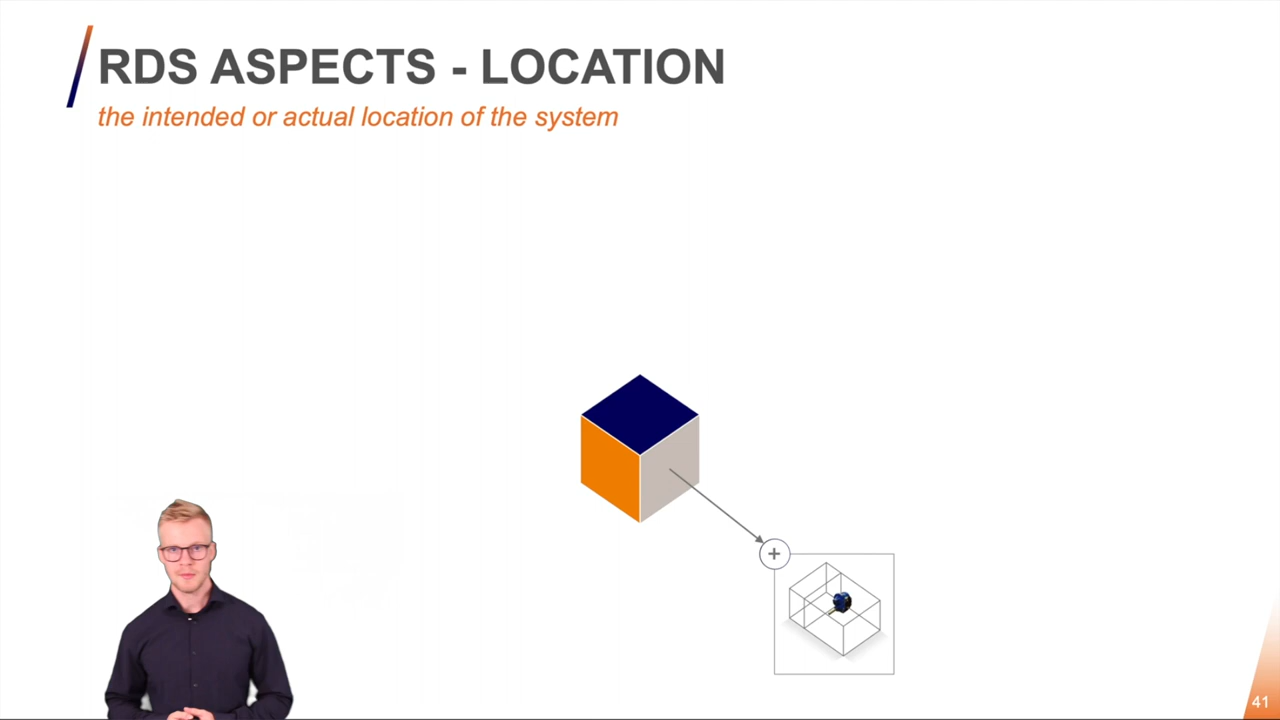 RDS ASPECTS - LOCATION
the intended or actual location of the system
+
41